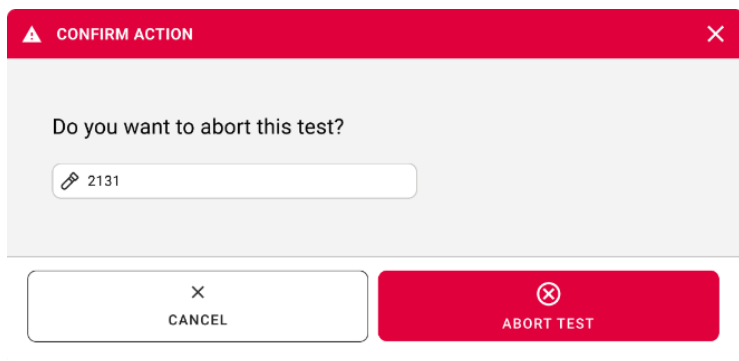 CONFIRM ACTION
Do you want to abort this test?
2131
CANCEL
ABORT TEST